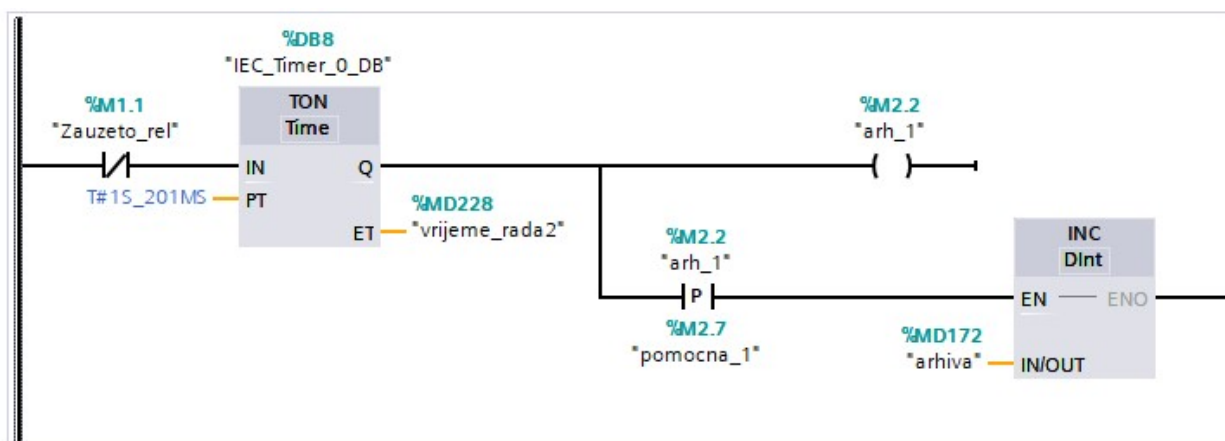 %DB8
"IEC_Timer_0_DB"
%M1.1
"Zauzeto_rel"
TON
Time
IN
Q
T#1S_201MS
PT
ET
%MD228
"vrijeme_rada2"
%M2.2
"arh_1"
%M2.2
"arh_1"
P
%M2.7
"pomocna_1"
INC
DInt
EN
ENO
%MD172
"arhiva"
IN/OUT